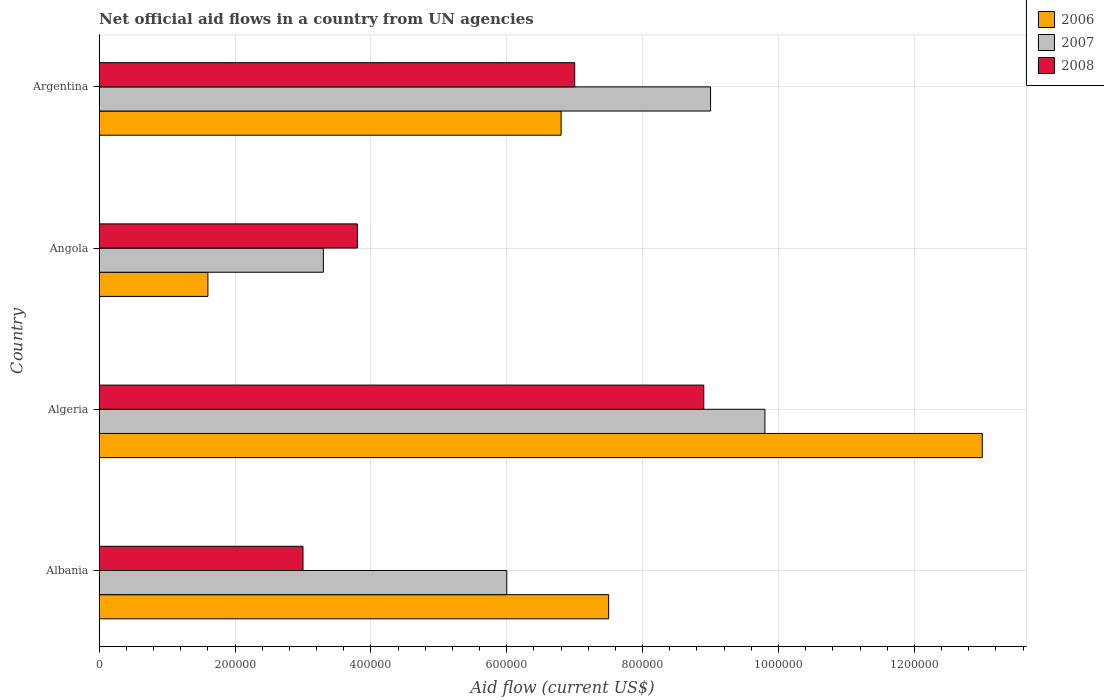 Net official aid flows in a country from UN agencies
2006
2007
2008
Argentina
Angola
Algeria
Albania
Country
0
200000
400000
600000
800000
1000000
1200000
Aid flow (current US$)